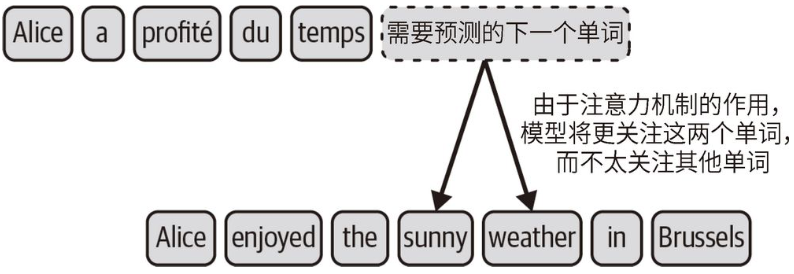 Alice a profité du temps 需要预测的下一个单词
由于注意力机制的作用，
模型将更关注这两个单词，
而不太关注其他单词
Alice enjoyed the sunny weather in Brussels